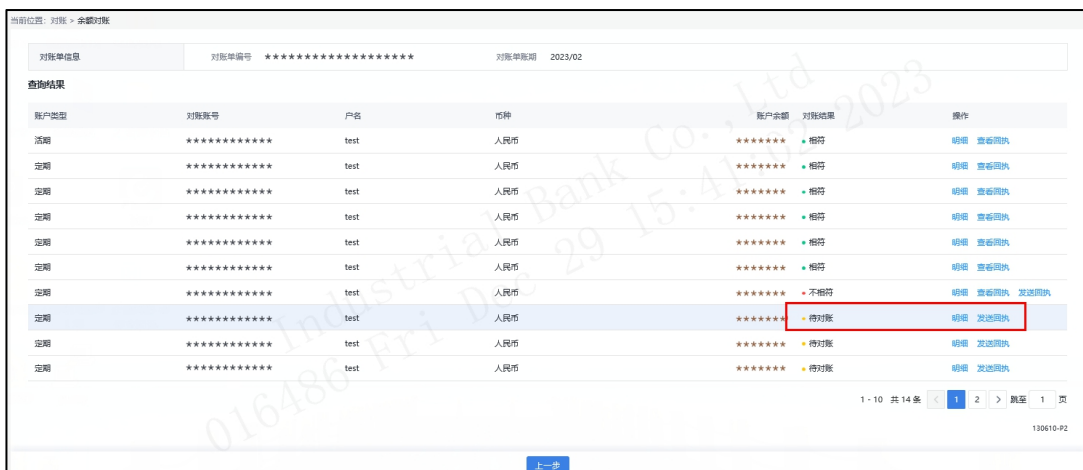 当前位置：对账 > 余额对账
对账单信息 对账单编号 ******************* 对账单账期 2023/02
查询结果
账户类型 对账账号 户名 币种 账户余额 对账结果 操作
活期 ************ test 人民币 ******* 相符 明细 查看回执
定期 ************ test 人民币 ******* 相符 明细 查看回执
定期 ************ test 人民币 ******* 相符 明细 查看回执
定期 ************ test 人民币 ******* 相符 明细 查看回执
定期 ************ test 人民币 ******* 相符 明细 查看回执
定期 ************ test 人民币 ******* 相符 明细 查看回执
定期 ************ test 人民币 ******* 不相符 明细 查看回执 发送回执
定期 ************ test 人民币 ******* 待对账 明细 发送回执
定期 ************ test 人民币 ******* 待对账 明细 发送回执
定期 ************ test 人民币 ******* 待对账 明细 发送回执
1 - 10 共 14 条 < 1 2 > 跳至 1 页
130610-P2
上一步
Industrial Bank Co.,Ltd
016486 Fri Dec 29 15:41:02 2023